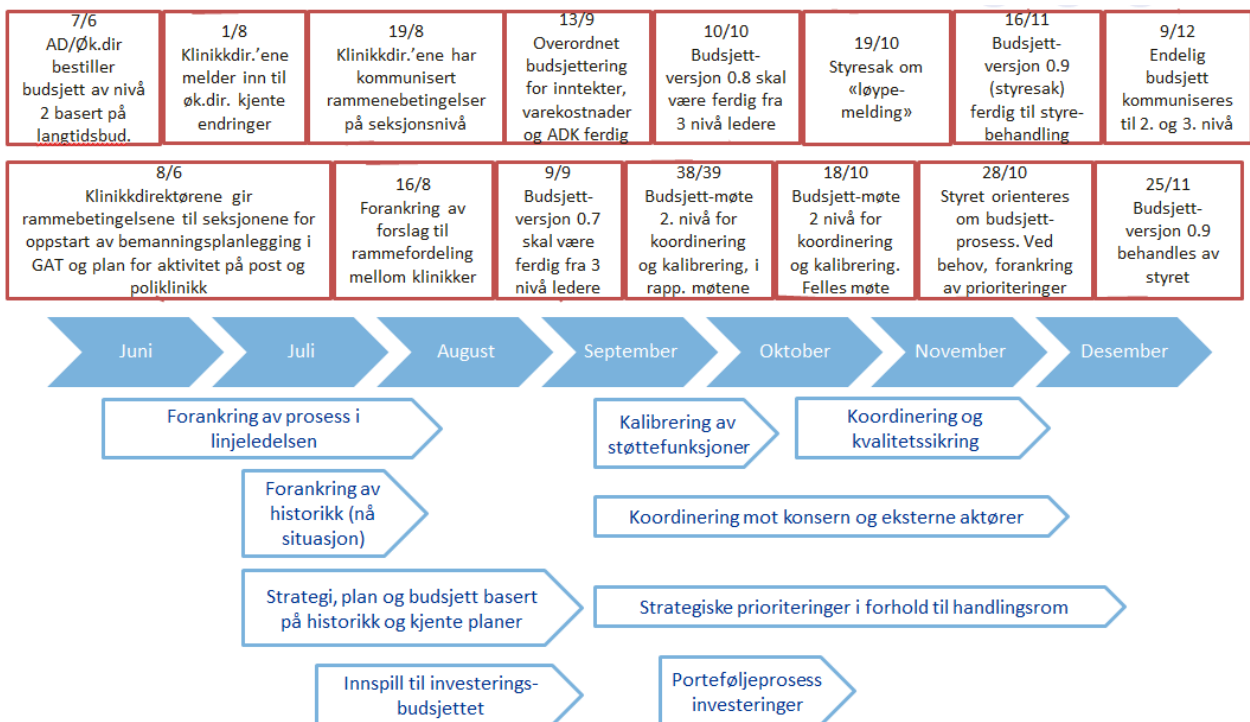 7/6
AD/Øk.dir
bestiller
budsjett av nivå
2 basert på
langtidsbud.
1/8
Klinikkdir.’ene
melder inn til
øk.dir. kjente
endringer
19/8
Klinikkdir.’ene har
kommunisert
rammenebetingelser
på seksjonsnivå
13/9
Overordnet
budsjettering
for inntekter,
varekostnader
og ADK ferdig
10/10
Budsjett-
versjon 0.8 skal
være ferdig fra
3 nivå ledere
19/10
Styresak om
«løype-
melding»
16/11
Budsjett-
versjon 0.9
(styresak)
ferdig til styre-
behandling
9/12
Endelig
budsjett
kommuniseres
til 2. og 3. nivå
8/6
Klinikkdirektørene gir
rammebetingelsene til seksjonene for
oppstart av bemanningsplanlegging i
GAT og plan for aktivitet på post og
poliklinikk
16/8
Forankring av
forslag til
rammefordeling
mellom klinikker
9/9
Budsjett-
versjon 0.7
skal være
ferdig fra 3
nivå ledere
38/39
Budsjett-møte
2. nivå for
koordinering
og kalibrering, i
rapp. møtene
18/10
Budsjett-møte
2 nivå for
koordinering
og kalibrering.
Felles møte
28/10
Styret orienteres
om budsjett-
prosess. Ved
behov, forankring
av prioriteringer
25/11
Budsjett-
versjon 0.9
behandles av
styret
Juni
Juli
August
September
Oktober
November
Desember
Forankring av prosess i
linjeledelsen
Kalibrering av
støttefunksjoner
Koordinering og
kvalitetssikring
Forankring av
historikk (nå
situasjon)
Koordinering mot konsern og eksterne aktører
Strategi, plan og budsjett basert
på historikk og kjente planer
Strategiske prioriteringer i forhold til handlingsrom
Innspill til investerings-
budsjettet
Porteføljeprosess
investeringer